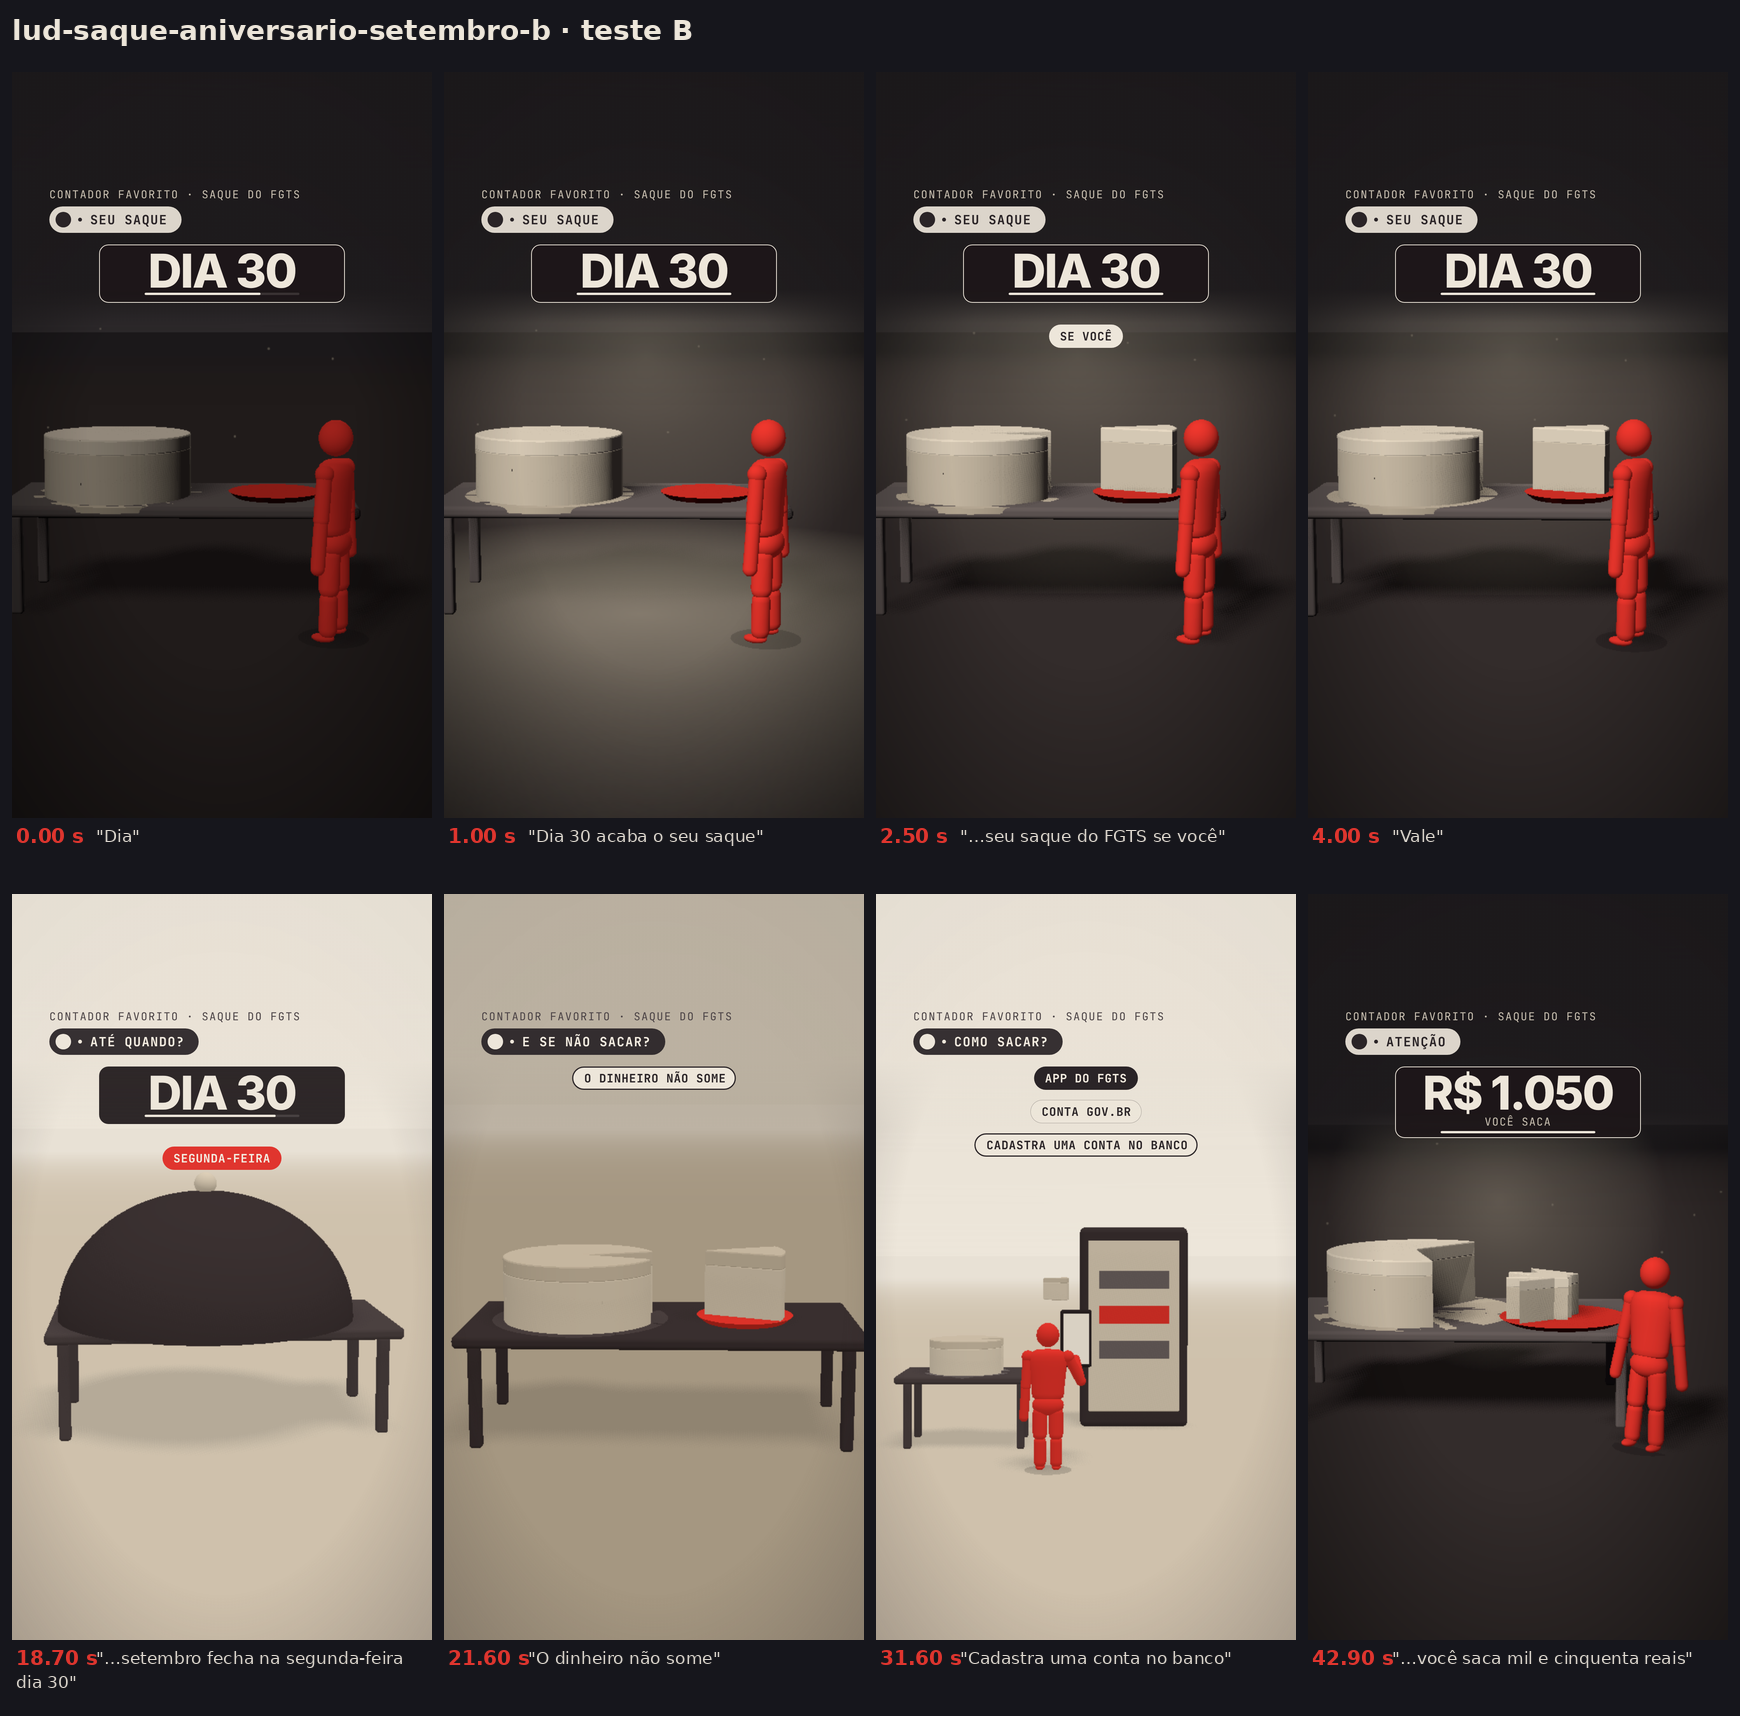 lud-saque-aniversario-setembro-b · teste B
CONTADOR FAVORITO · SAQUE DO FGTS
• SEU SAQUE
DIA 30
0.00 s "Dia"
CONTADOR FAVORITO · SAQUE DO FGTS
• SEU SAQUE
DIA 30
1.00 s "Dia 30 acaba o seu saque"
CONTADOR FAVORITO · SAQUE DO FGTS
• SEU SAQUE
DIA 30
SE VOCÊ
2.50 s "...seu saque do FGTS se você"
CONTADOR FAVORITO · SAQUE DO FGTS
• SEU SAQUE
DIA 30
4.00 s "Vale"
CONTADOR FAVORITO · SAQUE DO FGTS
• ATÉ QUANDO?
DIA 30
SEGUNDA-FEIRA
18.70 s "...setembro fecha na segunda-feira
dia 30"
CONTADOR FAVORITO · SAQUE DO FGTS
• E SE NÃO SACAR?
O DINHEIRO NÃO SOME
21.60 s "O dinheiro não some"
CONTADOR FAVORITO · SAQUE DO FGTS
• COMO SACAR?
APP DO FGTS
CONTA GOV.BR
CADASTRA UMA CONTA NO BANCO
31.60 s "Cadastra uma conta no banco"
CONTADOR FAVORITO · SAQUE DO FGTS
• ATENÇÃO
R$ 1.050
VOCÊ SACA
42.90 s "...você saca mil e cinquenta reais"